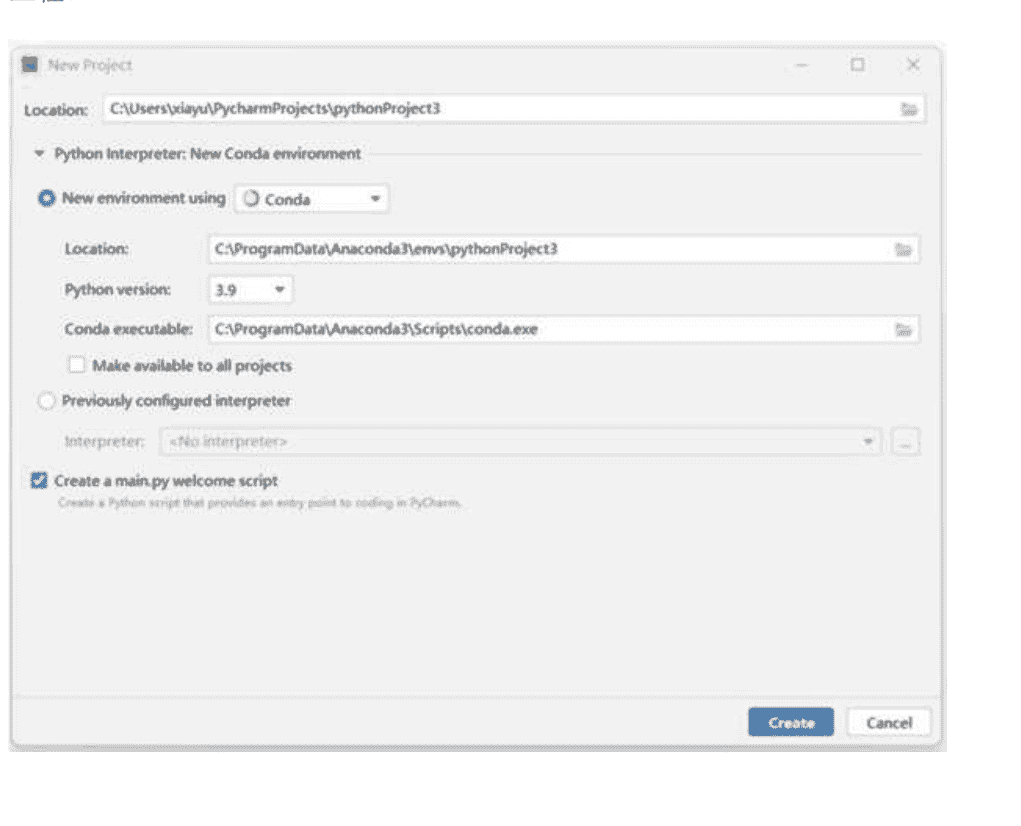 New Project
Location: C:\Users\xiayu\PycharmProjects\pythonProject3
Python Interpreter: New Conda environment
New environment using Conda
Location: C:\ProgramData\Anaconda3\envs\pythonProject3
Python version: 3.9
Conda executable: C:\ProgramData\Anaconda3\Scripts\conda.exe
Make available to all projects
Previously configured interpreter
Interpreter: <No interpreter> ...
Create a main.py welcome script
Create a Python script that provides an entry point to coding in PyCharm.
Create Cancel